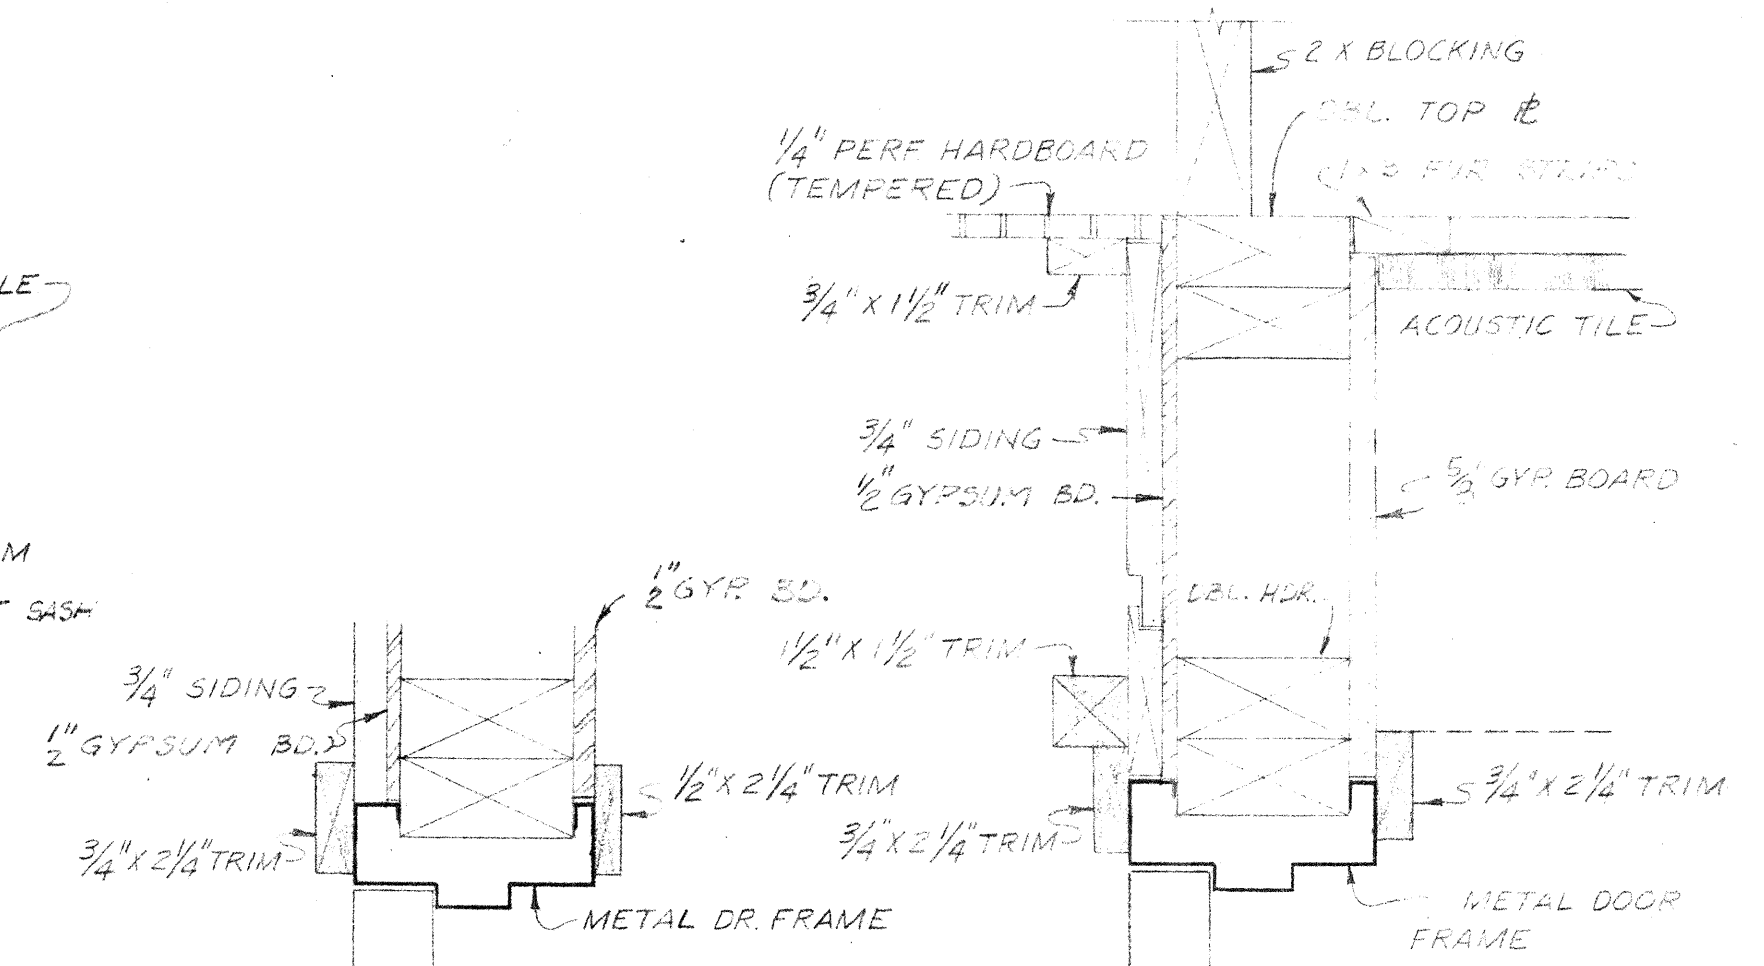 2 X BLOCKING
DBL. TOP ⅊
1/4" PERF. HARDBOARD
(TEMPERED)
1 x 3 FUR STRIPS
LE
3/4" X 1 1/2" TRIM
ACOUSTIC TILE
3/4" SIDING
1/2" GYPSUM BD.
GYP. BOARD
M
SASH
1/2" GYP. BD.
DBL. HDR.
1 1/2" X 1 1/2" TRIM
3/4" SIDING
1/2" GYPSUM BD.
1/2" X 2 1/4" TRIM
3/4" X 2 1/4" TRIM
3/4" X 2 1/4" TRIM
3/4" X 2 1/4" TRIM
METAL DR. FRAME
METAL DOOR
FRAME